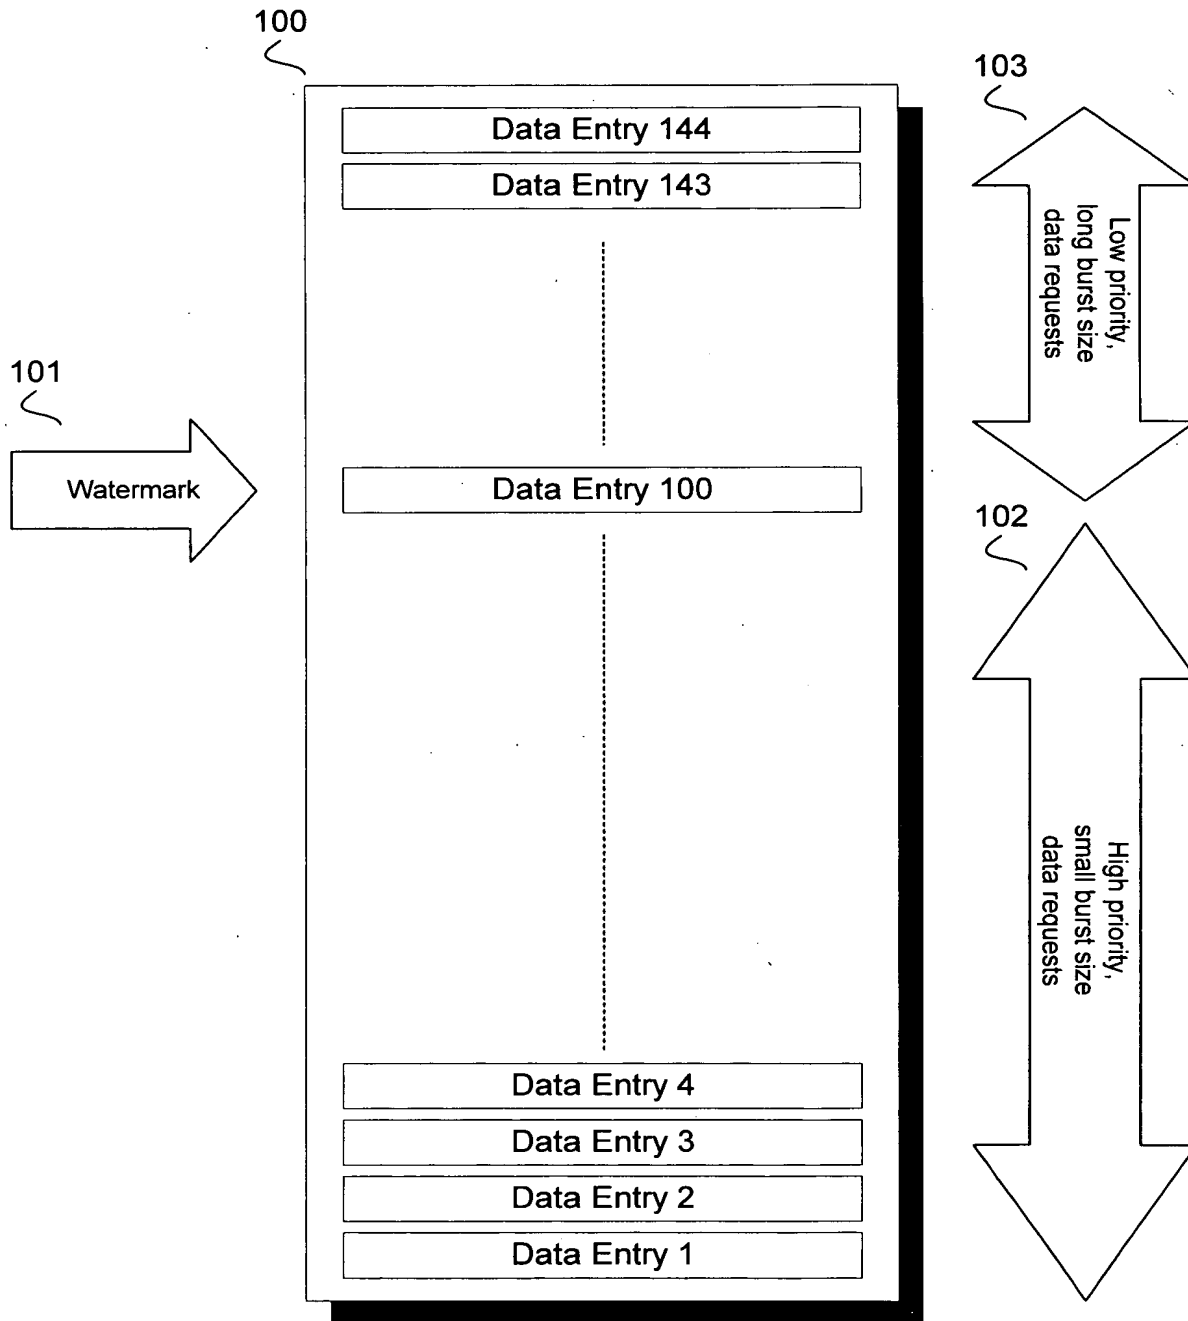 100
103
Data Entry 144
Data Entry 143
Low priority,
long burst size
data requests
101
Watermark
Data Entry 100
102
High priority,
small burst size
data requests
Data Entry 4
Data Entry 3
Data Entry 2
Data Entry 1